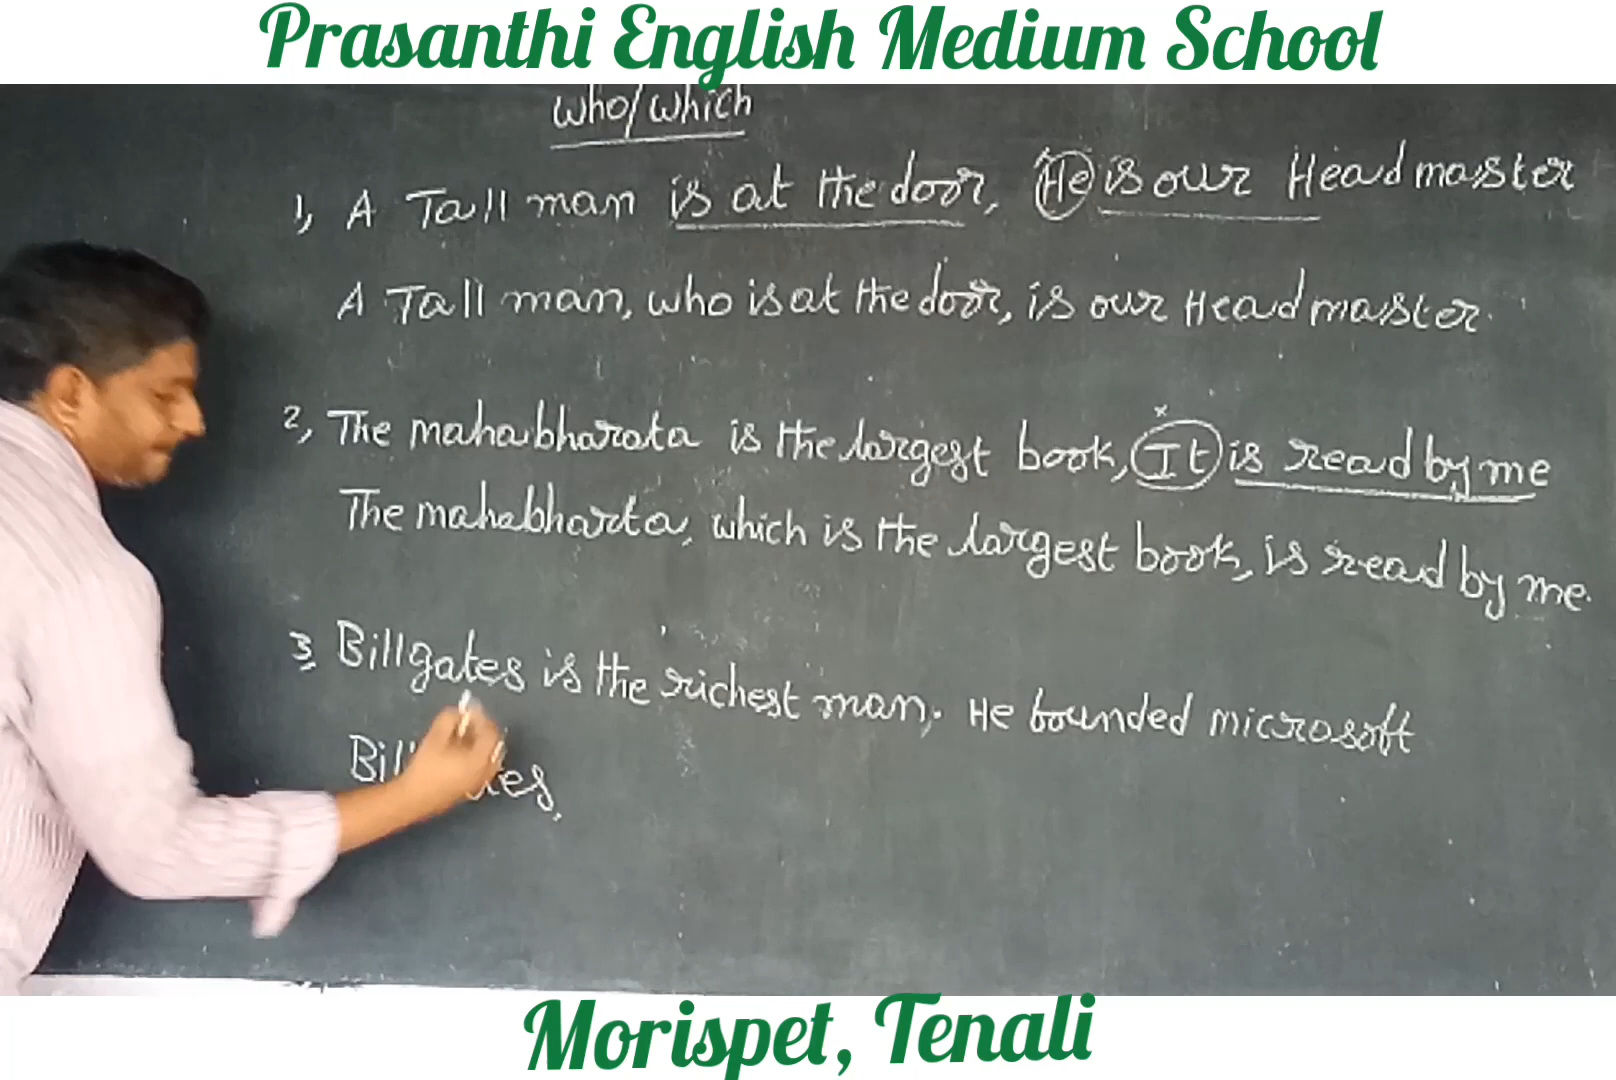 Prasanthi English Medium School
who/which
1, A Tall man is at the door, He is our Headmaster
A Tall man, who is at the door, is our Headmaster.
2, The mahabharata is the largest book, It is read by me
The mahabharta, which is the largest book, is read by me.
3, Billgates is the richest man. He bounded microsoft
Morispet, Tenali